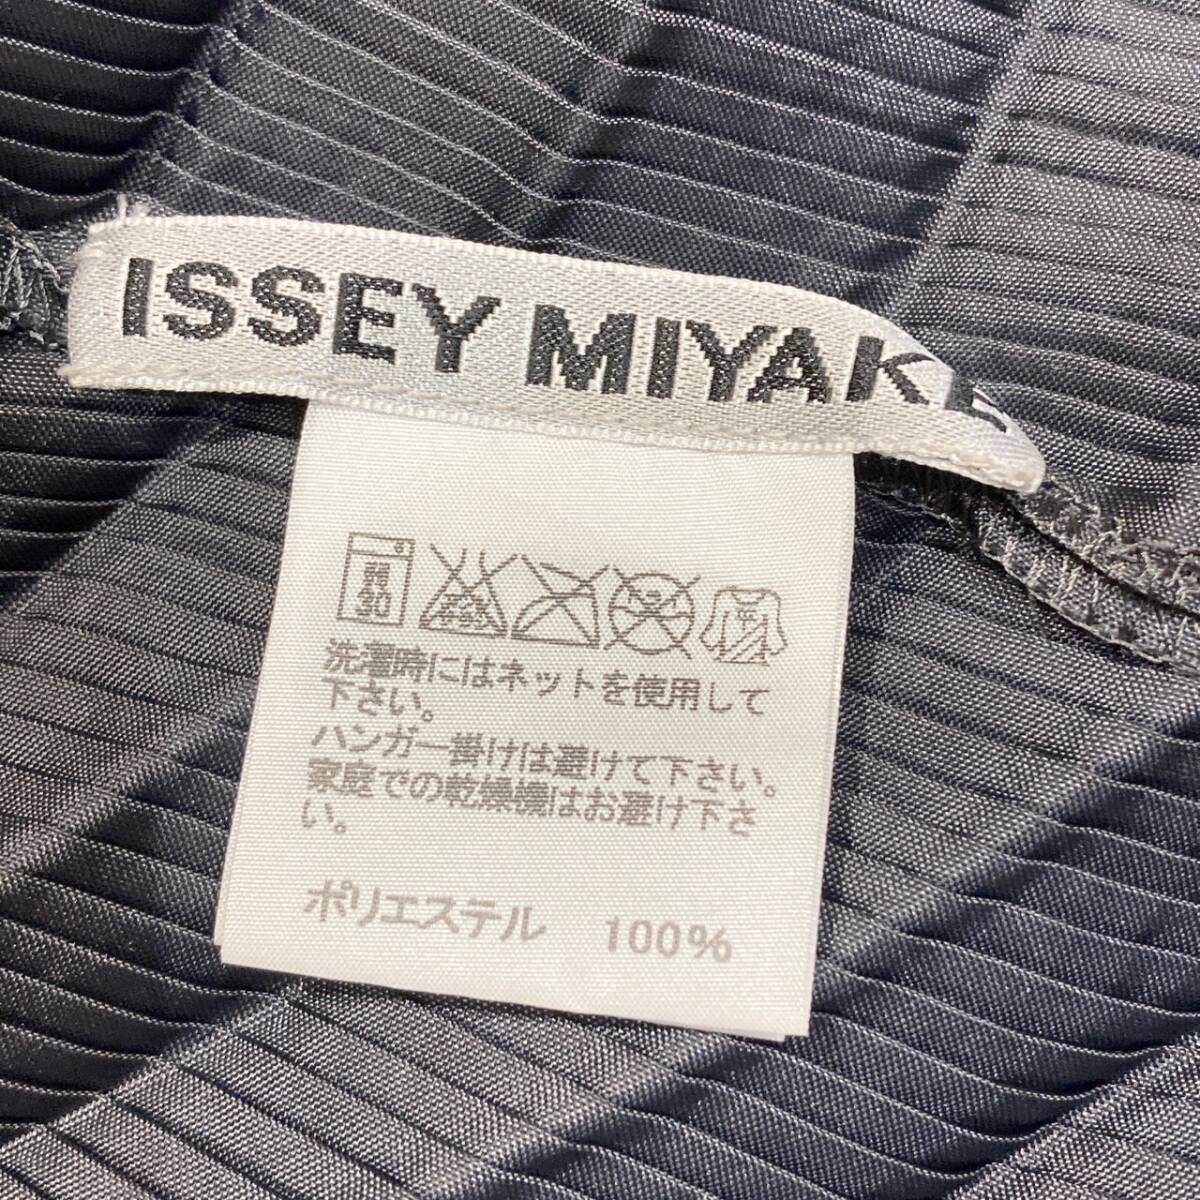 ISSEY MIYAKE
洗濯時にはネットを使用して
下さい。
ハンガー掛けは避けて下さい。
家庭での乾燥機はお避け下さ
い。
ポリエステル 100%